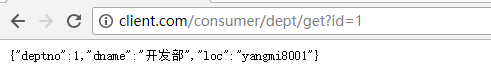 client.com/consumer/dept/get?id=1
{"deptno":1,"dname":"开发部","loc":"yangmi8001"}